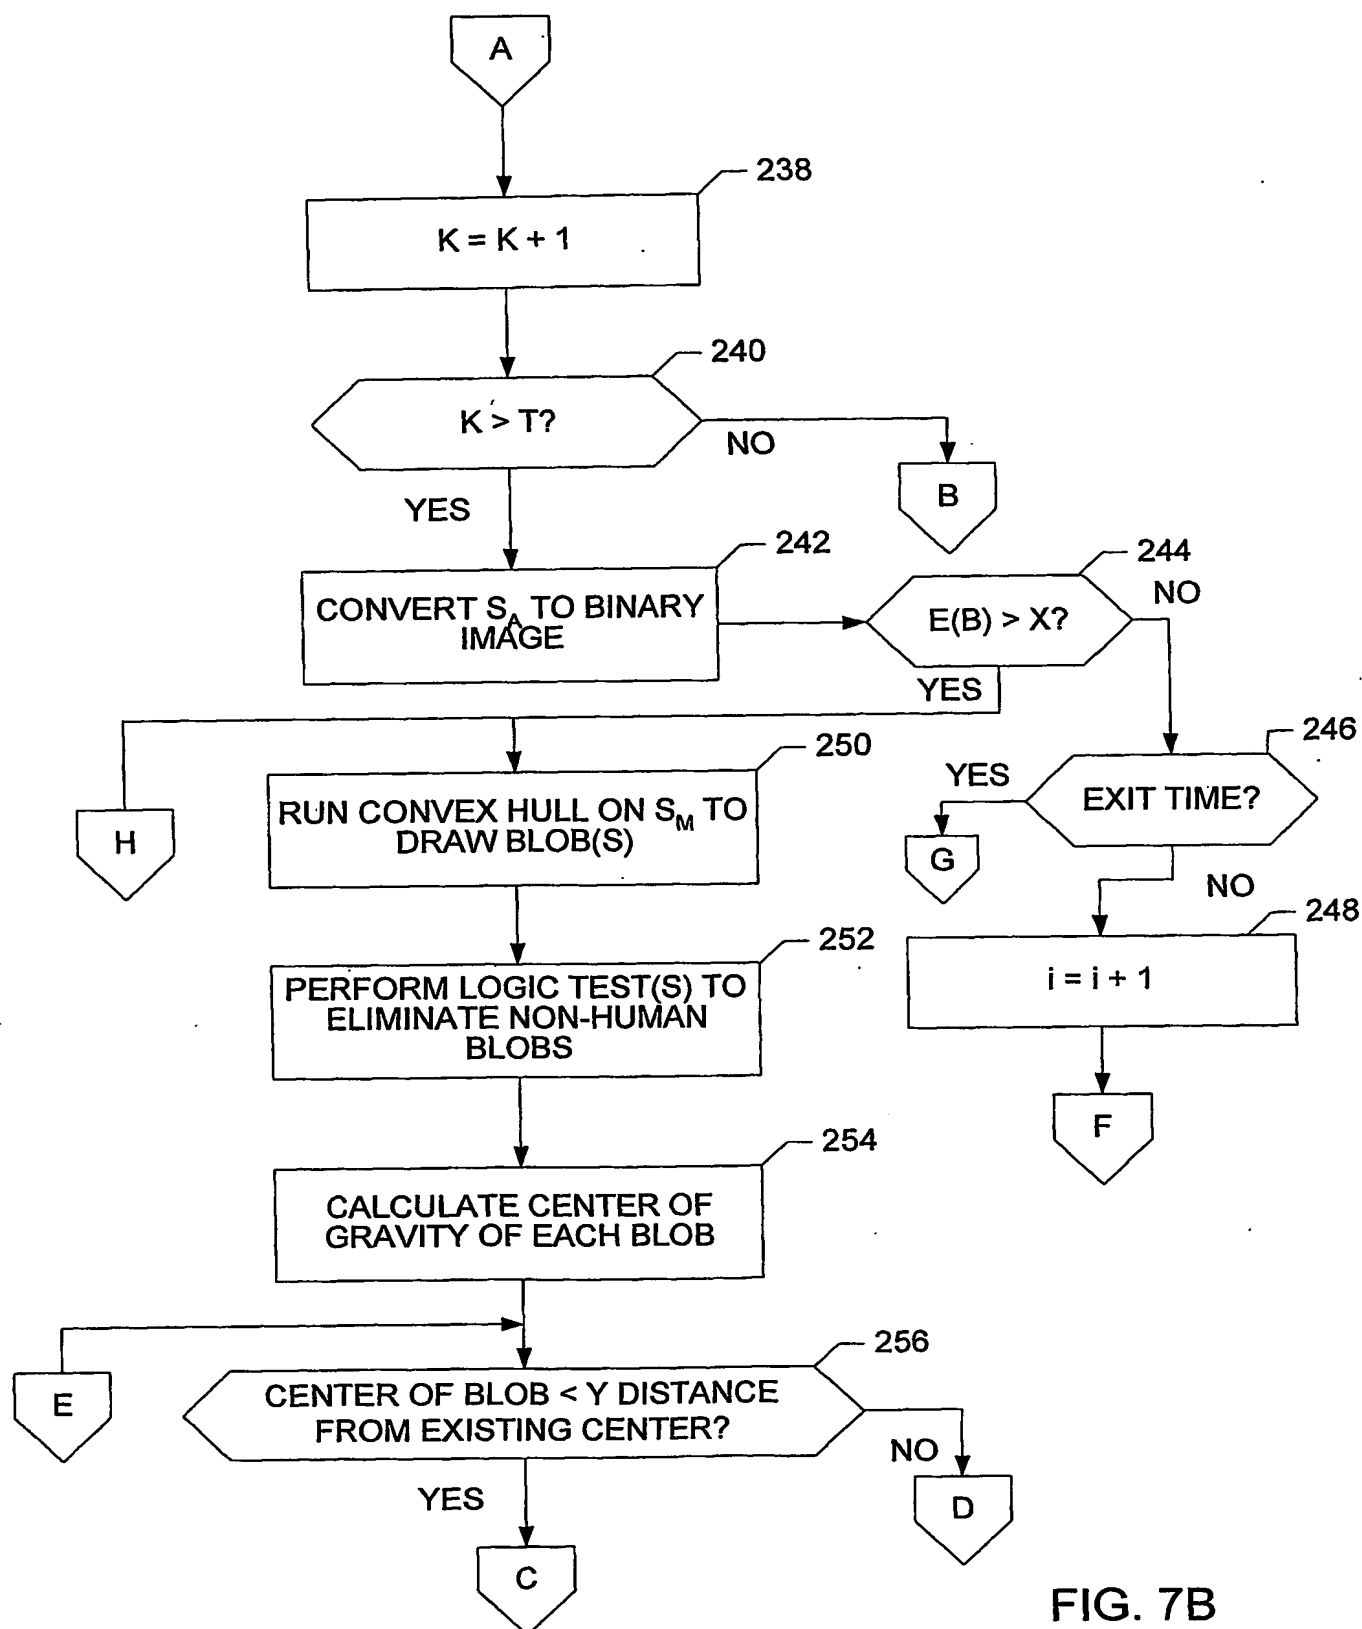 A
238
K = K + 1
240
K > T?
NO
B
YES
242
CONVERT S_A TO BINARY
IMAGE
244
E(B) > X?
NO
YES
H
250
RUN CONVEX HULL ON S_M TO
DRAW BLOB(S)
246
YES
EXIT TIME?
G
NO
248
i = i + 1
F
252
PERFORM LOGIC TEST(S) TO
ELIMINATE NON-HUMAN
BLOBS
254
CALCULATE CENTER OF
GRAVITY OF EACH BLOB
E
256
CENTER OF BLOB < Y DISTANCE
FROM EXISTING CENTER?
NO
D
YES
C
FIG. 7B